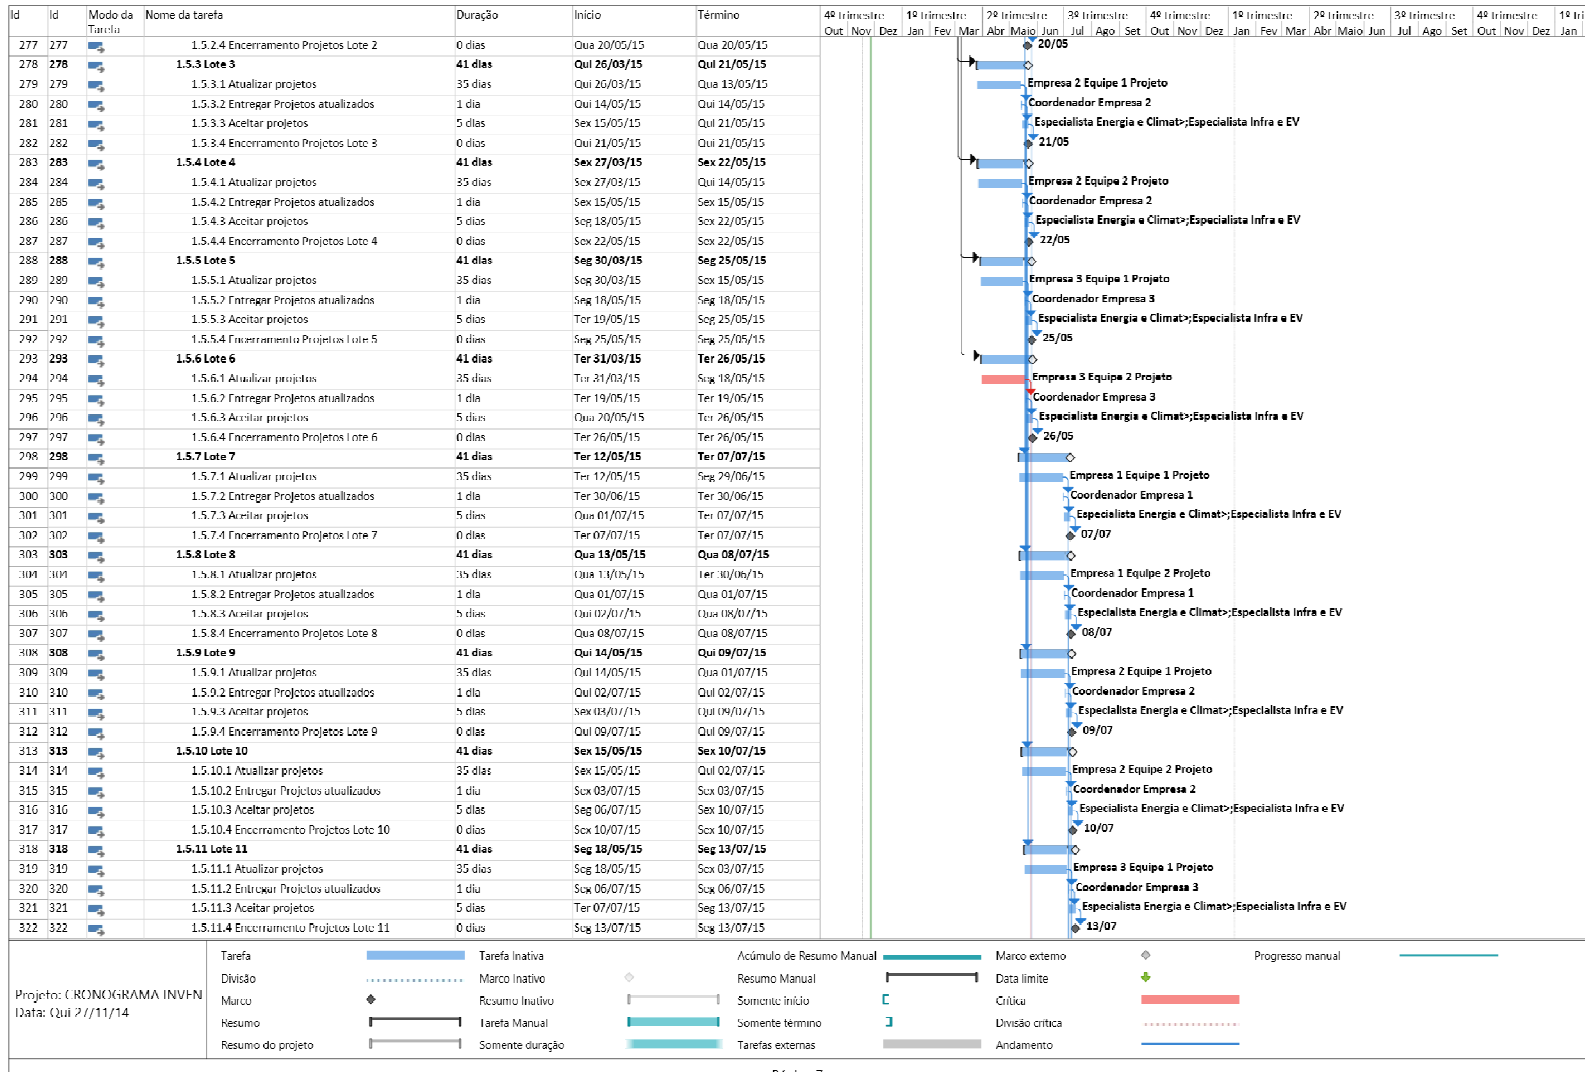 Id Id Modo da Tarefa Nome da tarefa Duração Início Término
4º trimestre 1º trimestre 2º trimestre 3º trimestre 4º trimestre 1º trimestre 2º trimestre 3º trimestre 4º trimestre 1º tri
Out Nov Dez Jan Fev Mar Abr Maio Jun Jul Ago Set Out Nov Dez Jan Fev Mar Abr Maio Jun Jul Ago Set Out Nov Dez Jan
277 277 1.5.2.4 Encerramento Projetos Lote 2 0 dias Qua 20/05/15 Qua 20/05/15 20/05
278 278 1.5.3 Lote 3 41 dias Qui 26/03/15 Qui 21/05/15
279 279 1.5.3.1 Atualizar projetos 35 dias Qui 26/03/15 Qua 13/05/15 Empresa 2 Equipe 1 Projeto
280 280 1.5.3.2 Entregar Projetos atualizados 1 dia Qui 14/05/15 Qui 14/05/15 Coordenador Empresa 2
281 281 1.5.3.3 Aceitar projetos 5 dias Sex 15/05/15 Qui 21/05/15 Especialista Energia e Climat>;Especialista Infra e EV
282 282 1.5.3.4 Encerramento Projetos Lote 3 0 dias Qui 21/05/15 Qui 21/05/15 21/05
283 283 1.5.4 Lote 4 41 dias Sex 27/03/15 Sex 22/05/15
284 284 1.5.4.1 Atualizar projetos 35 dias Sex 27/03/15 Qui 14/05/15 Empresa 2 Equipe 2 Projeto
285 285 1.5.4.2 Entregar Projetos atualizados 1 dia Sex 15/05/15 Sex 15/05/15 Coordenador Empresa 2
286 286 1.5.4.3 Aceitar projetos 5 dias Seg 18/05/15 Sex 22/05/15 Especialista Energia e Climat>;Especialista Infra e EV
287 287 1.5.4.4 Encerramento Projetos Lote 4 0 dias Sex 22/05/15 Sex 22/05/15 22/05
288 288 1.5.5 Lote 5 41 dias Seg 30/03/15 Seg 25/05/15
289 289 1.5.5.1 Atualizar projetos 35 dias Seg 30/03/15 Sex 15/05/15 Empresa 3 Equipe 1 Projeto
290 290 1.5.5.2 Entregar Projetos atualizados 1 dia Seg 18/05/15 Seg 18/05/15 Coordenador Empresa 3
291 291 1.5.5.3 Aceitar projetos 5 dias Ter 19/05/15 Seg 25/05/15 Especialista Energia e Climat>;Especialista Infra e EV
292 292 1.5.5.4 Encerramento Projetos Lote 5 0 dias Seg 25/05/15 Seg 25/05/15 25/05
293 293 1.5.6 Lote 6 41 dias Ter 31/03/15 Ter 26/05/15
294 294 1.5.6.1 Atualizar projetos 35 dias Ter 31/03/15 Seg 18/05/15 Empresa 3 Equipe 2 Projeto
295 295 1.5.6.2 Entregar Projetos atualizados 1 dia Ter 19/05/15 Ter 19/05/15 Coordenador Empresa 3
296 296 1.5.6.3 Aceitar projetos 5 dias Qua 20/05/15 Ter 26/05/15 Especialista Energia e Climat>;Especialista Infra e EV
297 297 1.5.6.4 Encerramento Projetos Lote 6 0 dias Ter 26/05/15 Ter 26/05/15 26/05
298 298 1.5.7 Lote 7 41 dias Ter 12/05/15 Ter 07/07/15
299 299 1.5.7.1 Atualizar projetos 35 dias Ter 12/05/15 Seg 29/06/15 Empresa 1 Equipe 1 Projeto
300 300 1.5.7.2 Entregar Projetos atualizados 1 dia Ter 30/06/15 Ter 30/06/15 Coordenador Empresa 1
301 301 1.5.7.3 Aceitar projetos 5 dias Qua 01/07/15 Ter 07/07/15 Especialista Energia e Climat>;Especialista Infra e EV
302 302 1.5.7.4 Encerramento Projetos Lote 7 0 dias Ter 07/07/15 Ter 07/07/15 07/07
303 303 1.5.8 Lote 8 41 dias Qua 13/05/15 Qua 08/07/15
304 304 1.5.8.1 Atualizar projetos 35 dias Qua 13/05/15 Ter 30/06/15 Empresa 1 Equipe 2 Projeto
305 305 1.5.8.2 Entregar Projetos atualizados 1 dia Qua 01/07/15 Qua 01/07/15 Coordenador Empresa 1
306 306 1.5.8.3 Aceitar projetos 5 dias Qui 02/07/15 Qua 08/07/15 Especialista Energia e Climat>;Especialista Infra e EV
307 307 1.5.8.4 Encerramento Projetos Lote 8 0 dias Qua 08/07/15 Qua 08/07/15 08/07
308 308 1.5.9 Lote 9 41 dias Qui 14/05/15 Qui 09/07/15
309 309 1.5.9.1 Atualizar projetos 35 dias Qui 14/05/15 Qua 01/07/15 Empresa 2 Equipe 1 Projeto
310 310 1.5.9.2 Entregar Projetos atualizados 1 dia Qui 02/07/15 Qui 02/07/15 Coordenador Empresa 2
311 311 1.5.9.3 Aceitar projetos 5 dias Sex 03/07/15 Qui 09/07/15 Especialista Energia e Climat>;Especialista Infra e EV
312 312 1.5.9.4 Encerramento Projetos Lote 9 0 dias Qui 09/07/15 Qui 09/07/15 09/07
313 313 1.5.10 Lote 10 41 dias Sex 15/05/15 Sex 10/07/15
314 314 1.5.10.1 Atualizar projetos 35 dias Sex 15/05/15 Qui 02/07/15 Empresa 2 Equipe 2 Projeto
315 315 1.5.10.2 Entregar Projetos atualizados 1 dia Sex 03/07/15 Sex 03/07/15 Coordenador Empresa 2
316 316 1.5.10.3 Aceitar projetos 5 dias Seg 06/07/15 Sex 10/07/15 Especialista Energia e Climat>;Especialista Infra e EV
317 317 1.5.10.4 Encerramento Projetos Lote 10 0 dias Sex 10/07/15 Sex 10/07/15 10/07
318 318 1.5.11 Lote 11 41 dias Seg 18/05/15 Seg 13/07/15
319 319 1.5.11.1 Atualizar projetos 35 dias Seg 18/05/15 Sex 03/07/15 Empresa 3 Equipe 1 Projeto
320 320 1.5.11.2 Entregar Projetos atualizados 1 dia Seg 06/07/15 Seg 06/07/15 Coordenador Empresa 3
321 321 1.5.11.3 Aceitar projetos 5 dias Ter 07/07/15 Seg 13/07/15 Especialista Energia e Climat>;Especialista Infra e EV
322 322 1.5.11.4 Encerramento Projetos Lote 11 0 dias Seg 13/07/15 Seg 13/07/15 13/07
Projeto: CRONOGRAMA INVEN
Data: Qui 27/11/14
Tarefa Tarefa Inativa Acúmulo de Resumo Manual Marco externo Progresso manual
Divisão Marco Inativo Resumo Manual Data limite
Marco Resumo Inativo Somente início Crítica
Resumo Tarefa Manual Somente término Divisão crítica
Resumo do projeto Somente duração Tarefas externas Andamento